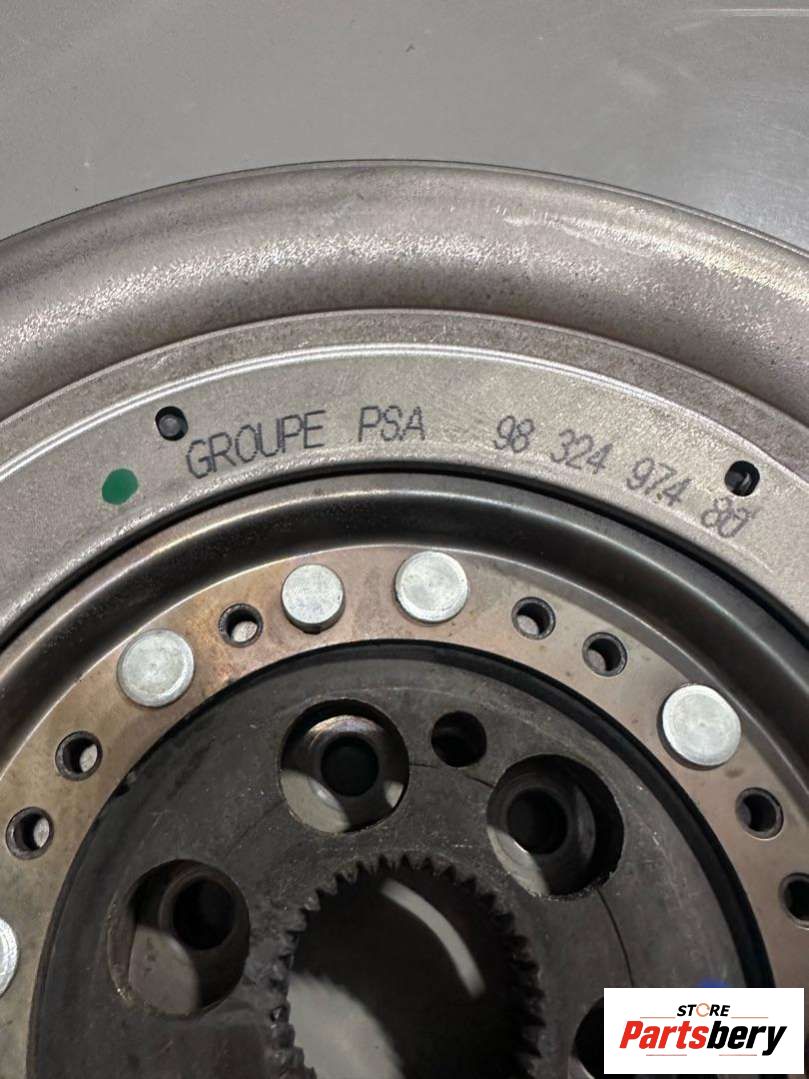 GROUPE PSA 98 324 974 80
STORE
Partsbery